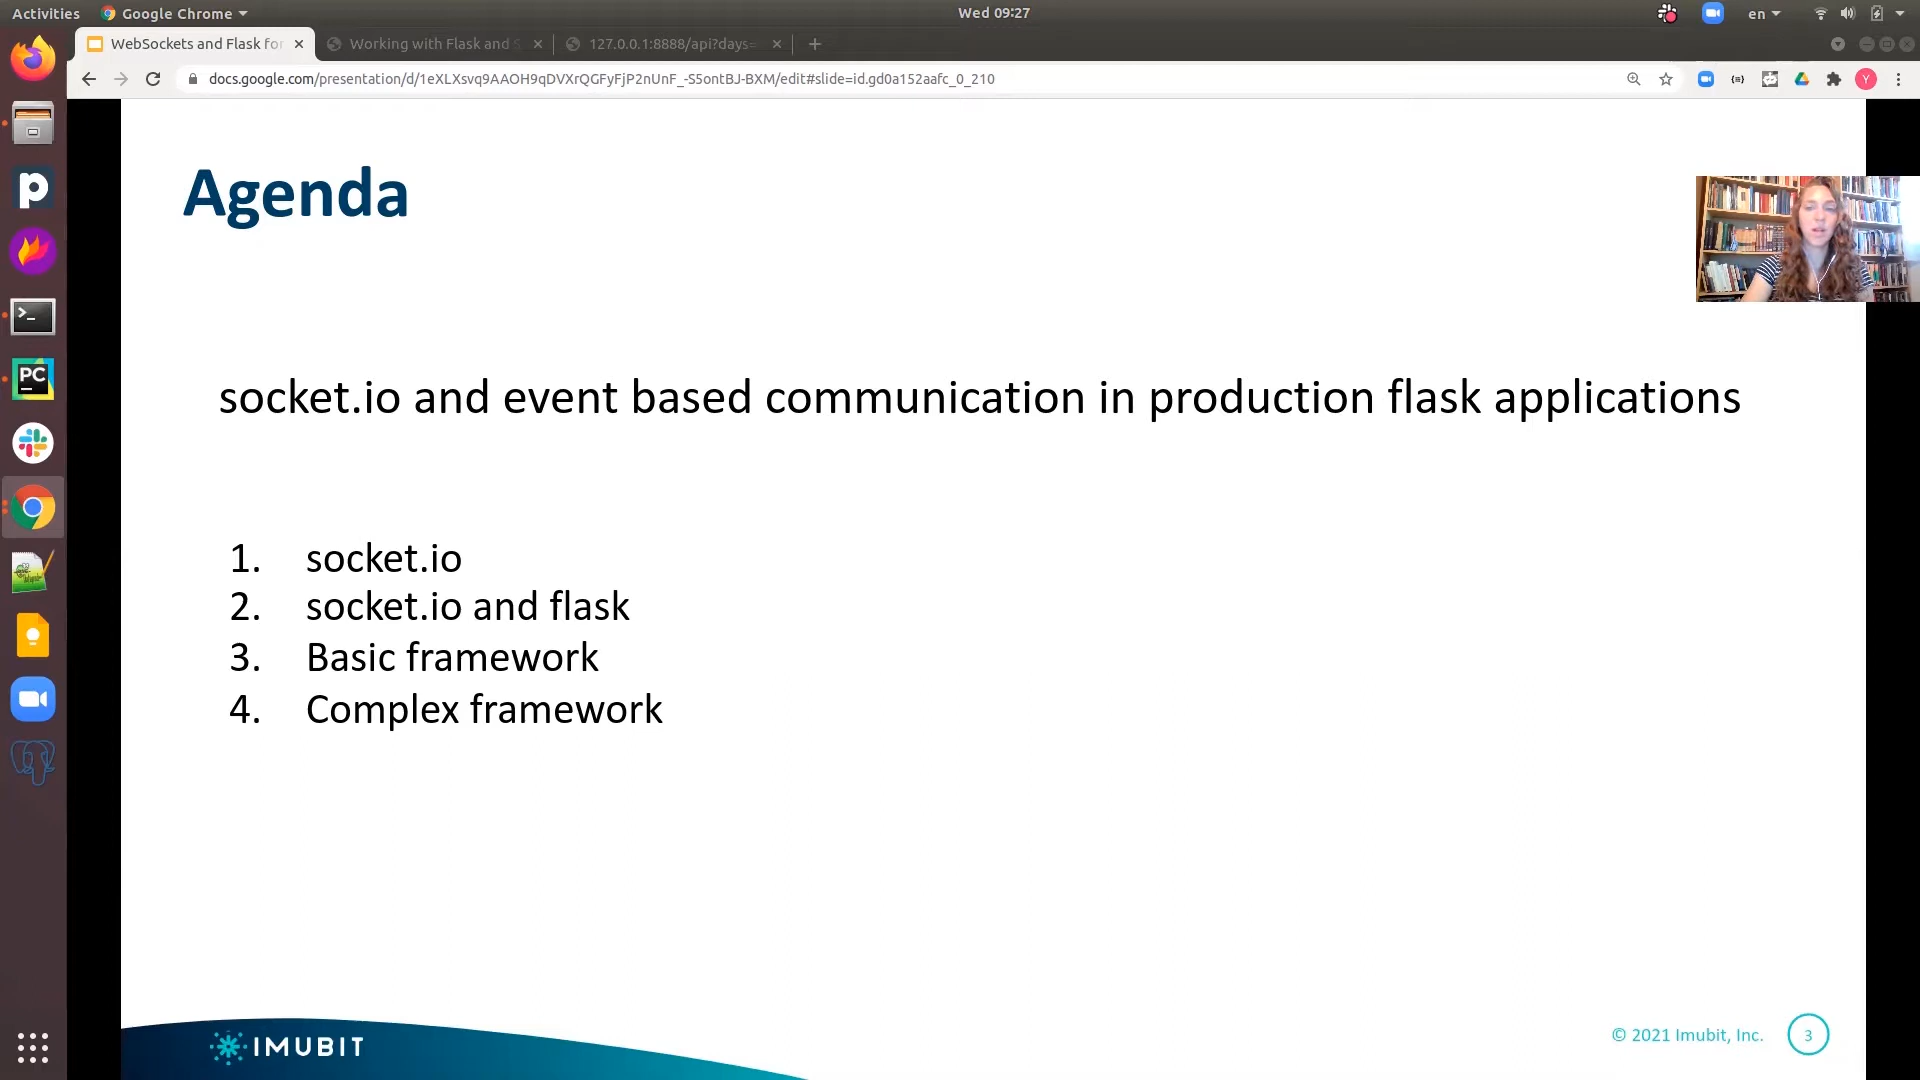 Activities
Google Chrome
Wed 09:27
en
WebSockets and Flask for
Working with Flask and
127.0.0.1:8888/api?days=
docs.google.com/presentation/d/1eXLXsvq9AAOH9qDVXrQGFyFjP2nUnF_-S5ontBJ-BXM/edit#slide=id.gd0a152aafc_0_210
Y
Agenda
socket.io and event based communication in production flask applications
1. socket.io
2. socket.io and flask
3. Basic framework
4. Complex framework
PC
IMUBIT
© 2021 Imubit, Inc.
3